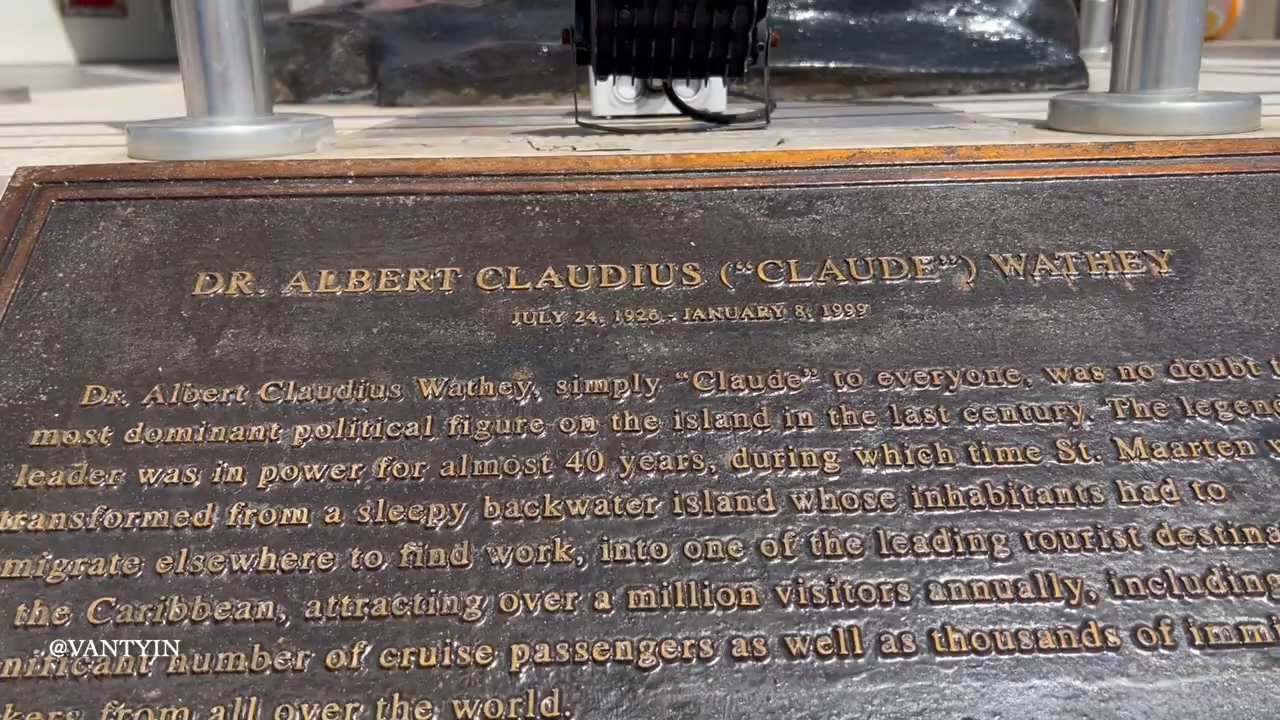 DR. ALBERT CLAUDIUS (“CLAUDE”) WATHEY
JULY 24, 1926 - JANUARY 8, 1999
Dr. Albert Claudius Wathey, simply “Claude” to everyone, was no doubt
most dominant political figure on the island in the last century. The legen
leader was in power for almost 40 years, during which time St. Maarten
transformed from a sleepy backwater island whose inhabitants had to
migrate elsewhere to find work, into one of the leading tourist destina
the Caribbean, attracting over a million visitors annually, including
nificant number of cruise passengers as well as thousands of immi
kers from all over the world.
@VANTYIN